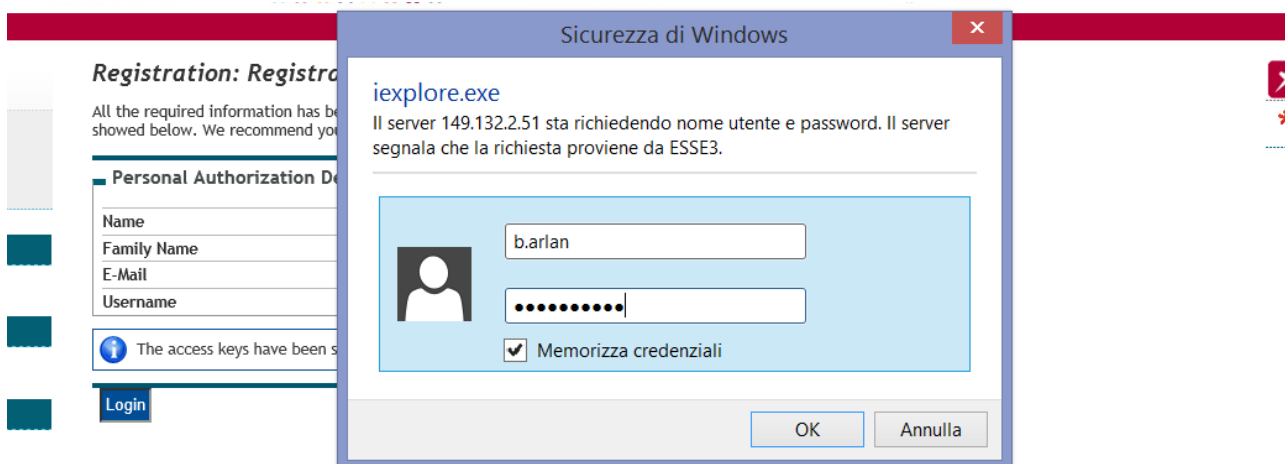 Sicurezza di Windows
Registration: Registra
All the required information has be
showed below. We recommend you
Personal Authorization De
Name
Family Name
E-Mail
Username
The access keys have been s
Login
iexplore.exe
Il server 149.132.2.51 sta richiedendo nome utente e password. Il server
segnala che la richiesta proviene da ESSE3.
b.arlan
●●●●●●●●●●
Memorizza credenziali
OK
Annulla